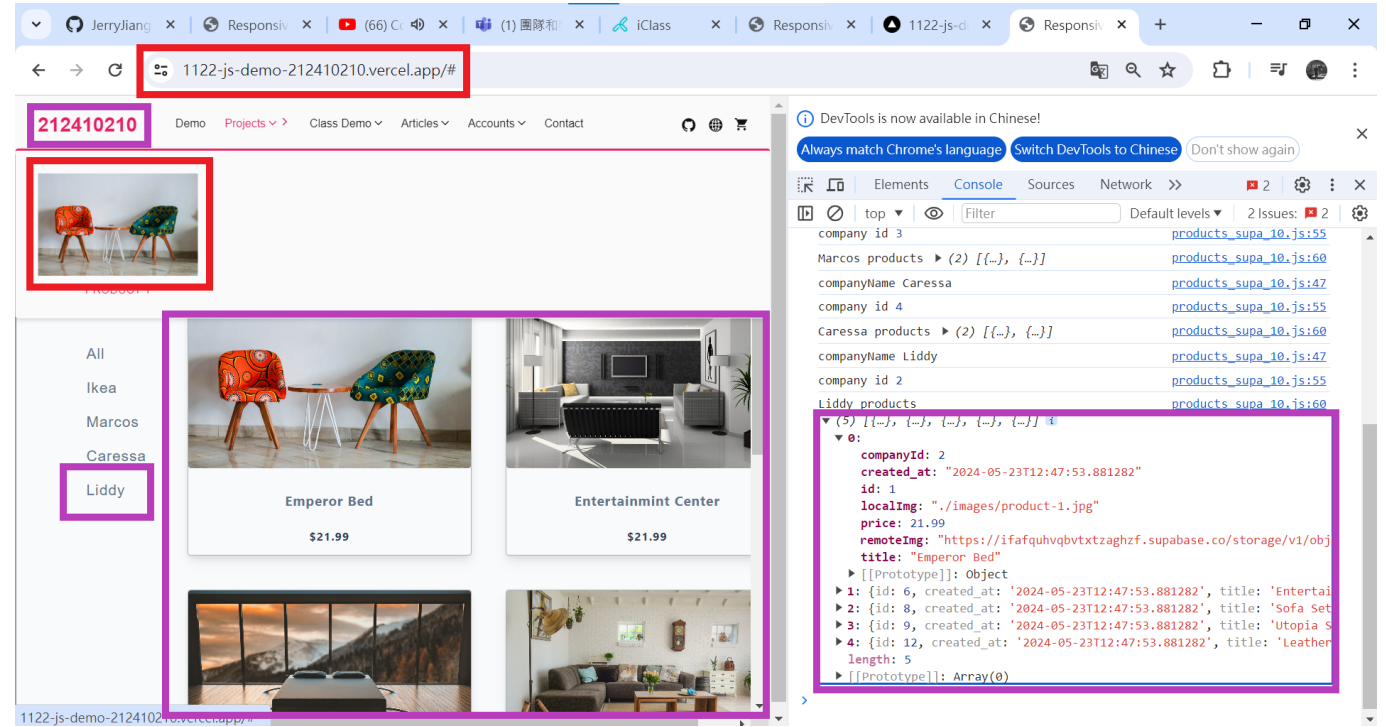 JerryJiang
Responsiv
(66) Co
(1) 團隊和
iClass
Responsiv
1122-js-d
Responsiv
1122-js-demo-212410210.vercel.app/#
212410210
Demo
Projects
Class Demo
Articles
Accounts
Contact
PRODUCT 1
All
Ikea
Marcos
Caressa
Liddy
Emperor Bed
$21.99
Entertainmint Center
$21.99
1122-js-demo-212410210.vercel.app/#
DevTools is now available in Chinese!
Always match Chrome's language
Switch DevTools to Chinese
Don't show again
Elements
Console
Sources
Network
2
top
Filter
Default levels
2 Issues: 2
company id 3 products_supa_10.js:55
Marcos products (2) [{…}, {…}] products_supa_10.js:60
companyName Caressa products_supa_10.js:47
company id 4 products_supa_10.js:55
Caressa products (2) [{…}, {…}] products_supa_10.js:60
companyName Liddy products_supa_10.js:47
company id 2 products_supa_10.js:55
Liddy products products_supa_10.js:60
(5) [{…}, {…}, {…}, {…}, {…}] i
0:
companyId: 2
created_at: "2024-05-23T12:47:53.881282"
id: 1
localImg: "./images/product-1.jpg"
price: 21.99
remoteImg: "https://ifafquhvqbvtxtzaghzf.supabase.co/storage/v1/obj
title: "Emperor Bed"
[[Prototype]]: Object
1: {id: 6, created_at: '2024-05-23T12:47:53.881282', title: 'Entertai
2: {id: 8, created_at: '2024-05-23T12:47:53.881282', title: 'Sofa Set
3: {id: 9, created_at: '2024-05-23T12:47:53.881282', title: 'Utopia S
4: {id: 12, created_at: '2024-05-23T12:47:53.881282', title: 'Leather
length: 5
[[Prototype]]: Array(0)